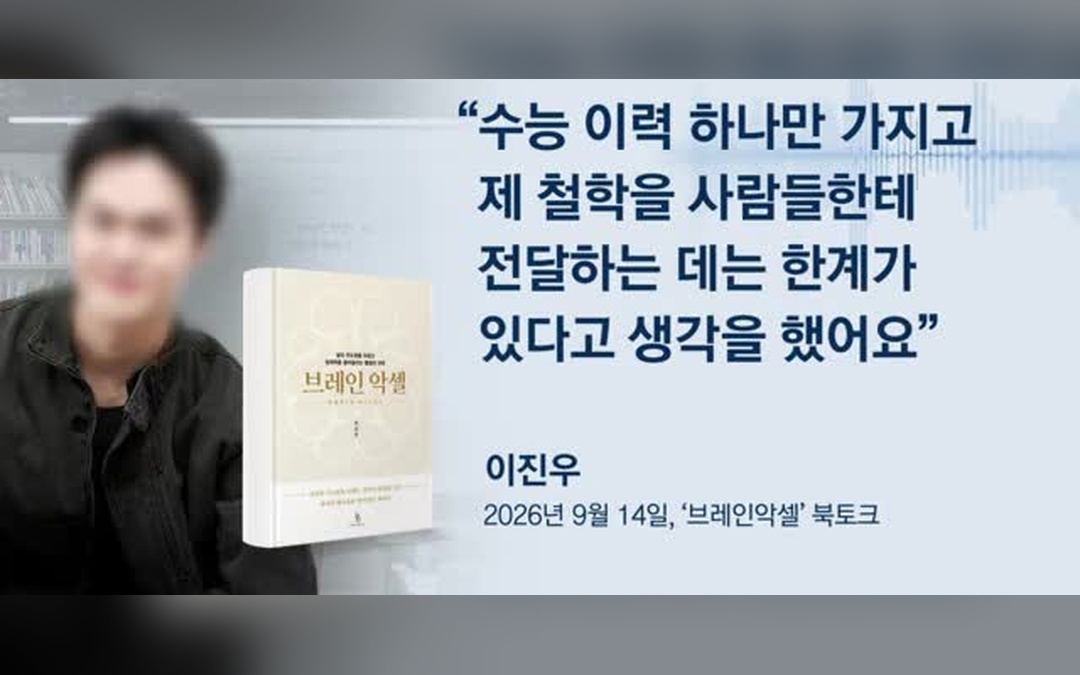 “수능 이력 하나만 가지고
제 철학을 사람들한테
전달하는 데는 한계가
있다고 생각을 했어요”
이진우
2026년 9월 14일, ‘브레인악셀’ 북토크
브레인 악셀